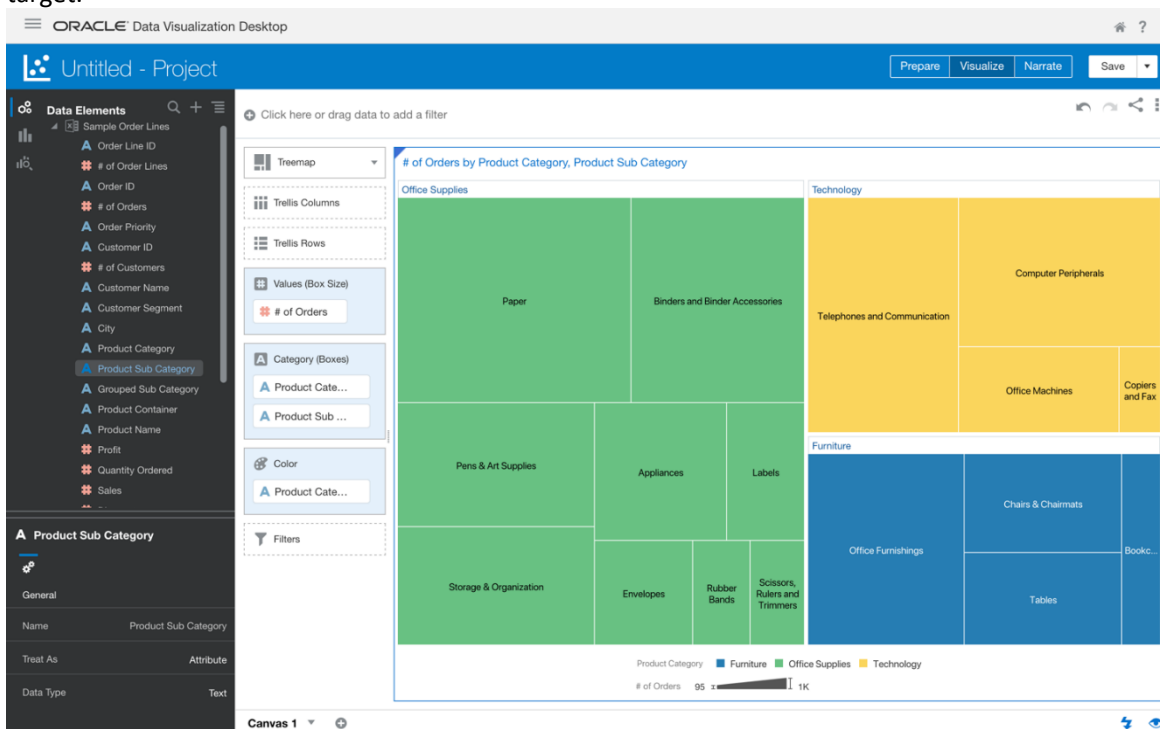 target.
ORACLE Data Visualization Desktop
?
Untitled - Project
Prepare
Visualize
Narrate
Save
Data Elements
Sample Order Lines
A Order Line ID
# # of Order Lines
A Order ID
# # of Orders
A Order Priority
A Customer ID
# # of Customers
A Customer Name
A Customer Segment
A City
A Product Category
A Product Sub Category
A Grouped Sub Category
A Product Container
A Product Name
# Profit
# Quantity Ordered
# Sales
A Product Sub Category
General
Name Product Sub Category
Treat As Attribute
Data Type Text
Click here or drag data to add a filter
Treemap
Trellis Columns
Trellis Rows
# Values (Box Size)
# # of Orders
A Category (Boxes)
A Product Cate...
A Product Sub ...
Color
A Product Cate...
Filters
# of Orders by Product Category, Product Sub Category
Office Supplies
Paper
Binders and Binder Accessories
Pens & Art Supplies
Appliances
Labels
Storage & Organization
Envelopes
Rubber
Bands
Scissors,
Rulers and
Trimmers
Technology
Telephones and Communication
Computer Peripherals
Office Machines
Copiers
and Fax
Furniture
Office Furnishings
Chairs & Chairmats
Tables
Bookc...
Product Category Furniture Office Supplies Technology
# of Orders 95 1K
Canvas 1